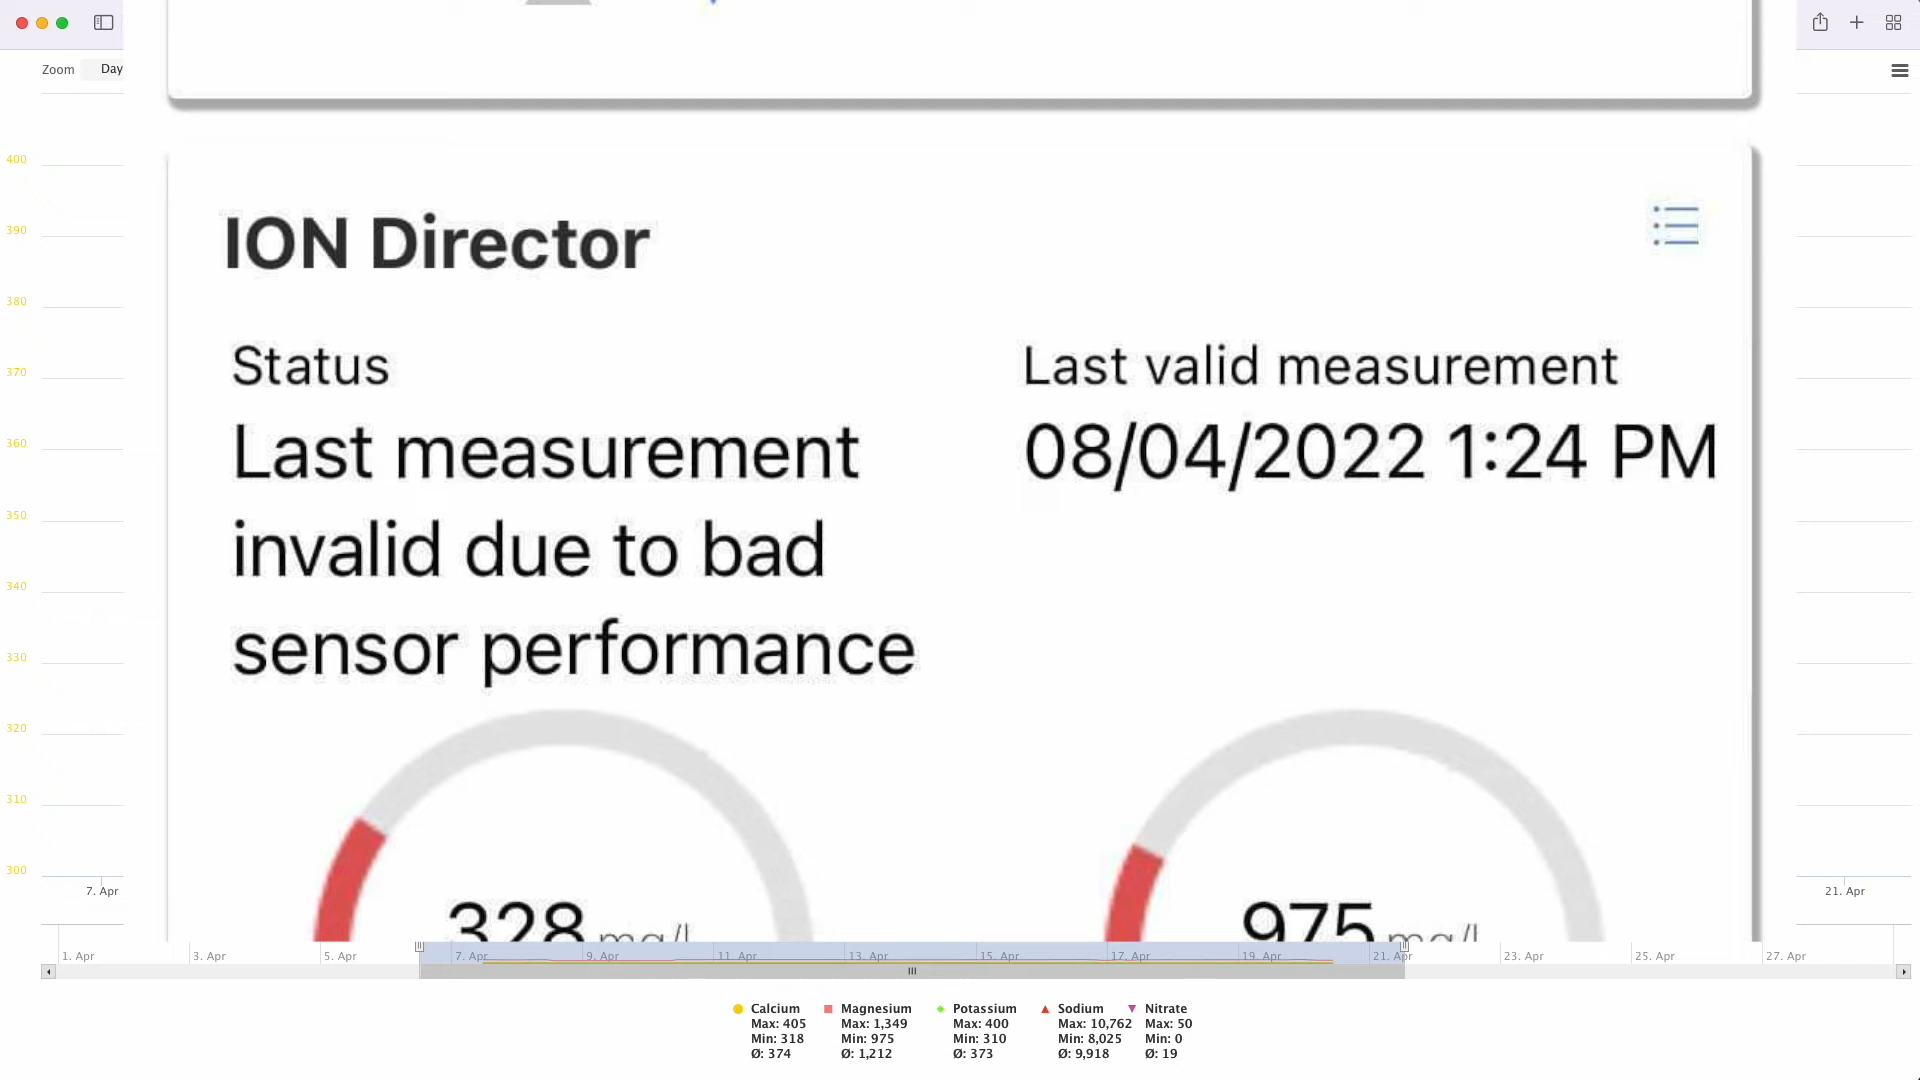 Zoom Day
ION Director
Status
Last measurement
invalid due to bad
sensor performance
Last valid measurement
08/04/2022 1:24 PM
328 mg/l
975 mg/l
400
390
380
370
360
350
340
330
320
310
300
7. Apr
21. Apr
1. Apr 3. Apr 5. Apr 7. Apr 9. Apr 11. Apr 13. Apr 15. Apr 17. Apr 19. Apr 21. Apr 23. Apr 25. Apr 27. Apr
Calcium Magnesium Potassium Sodium Nitrate
Max: 405 Max: 1,349 Max: 400 Max: 10,762 Max: 50
Min: 318 Min: 975 Min: 310 Min: 8,025 Min: 0
Ø: 374 Ø: 1,212 Ø: 373 Ø: 9,918 Ø: 19